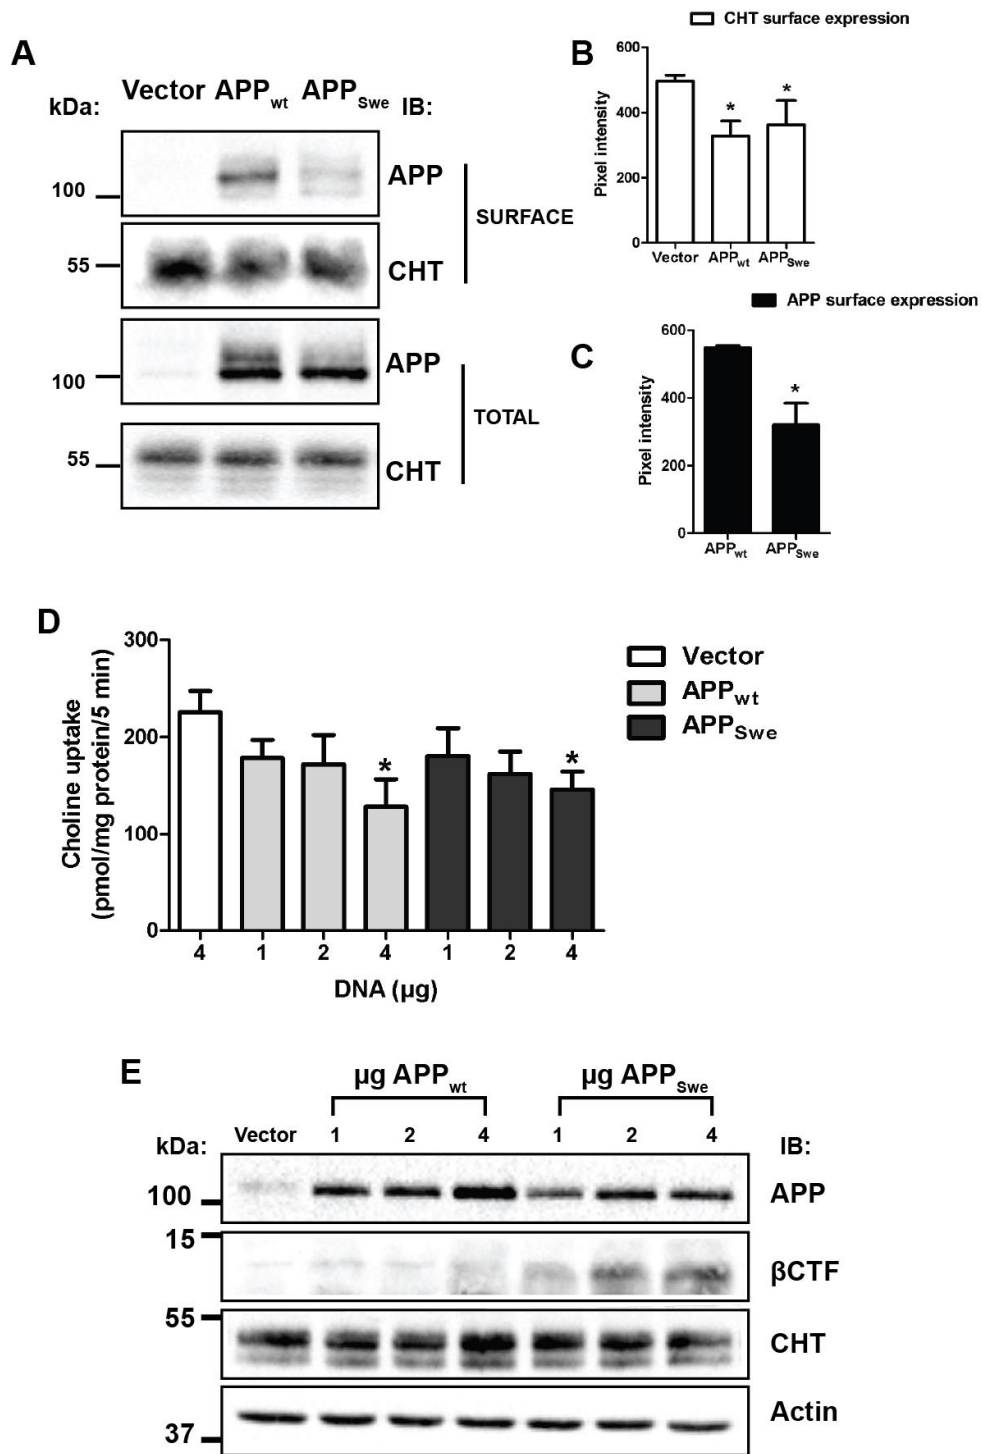 A
kDa:
Vector APPwt APPSwe IB:
100
APP
SURFACE
55
CHT
100
APP
TOTAL
55
CHT
CHT surface expression
B
600
400
200
0
Pixel intensity
*
*
Vector APPwt APPSwe
APP surface expression
C
600
400
200
0
Pixel intensity
*
APPwt APPSwe
D
300
200
100
0
Choline uptake
(pmol/mg protein/5 min)
*
*
4 1 2 4 1 2 4
DNA (µg)
Vector
APPwt
APPSwe
E
µg APPwt µg APPSwe
kDa: Vector 1 2 4 1 2 4 IB:
100 APP
15
βCTF
55
CHT
Actin
37